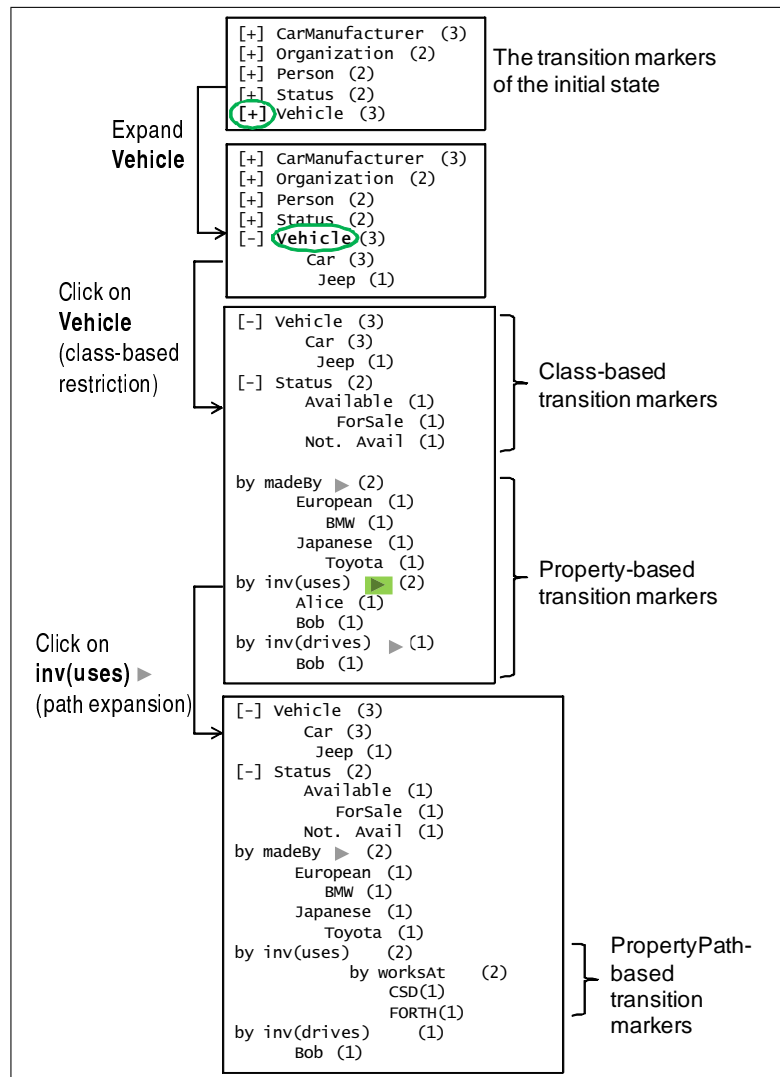 [+] CarManufacturer (3)
[+] Organization (2)
[+] Person (2)
[+] Status (2)
[+] Vehicle (3)
The transition markers
of the initial state
Expand
Vehicle
[+] CarManufacturer (3)
[+] Organization (2)
[+] Person (2)
[+] Status (2)
[-] Vehicle (3)
Car (3)
Jeep (1)
Click on
Vehicle
(class-based
restriction)
[-] Vehicle (3)
Car (3)
Jeep (1)
[-] Status (2)
Available (1)
ForSale (1)
Not. Avail (1)
Class-based
transition markers
by madeBy ▶ (2)
European (1)
BMW (1)
Japanese (1)
Toyota (1)
by inv(uses) ▶ (2)
Alice (1)
Bob (1)
by inv(drives) ▶ (1)
Bob (1)
Property-based
transition markers
Click on
inv(uses) ▶
(path expansion)
[-] Vehicle (3)
Car (3)
Jeep (1)
[-] Status (2)
Available (1)
ForSale (1)
Not. Avail (1)
by madeBy ▶ (2)
European (1)
BMW (1)
Japanese (1)
Toyota (1)
by inv(uses) (2)
by worksAt (2)
CSD(1)
FORTH(1)
by inv(drives) (1)
Bob (1)
PropertyPath-
based
transition
markers